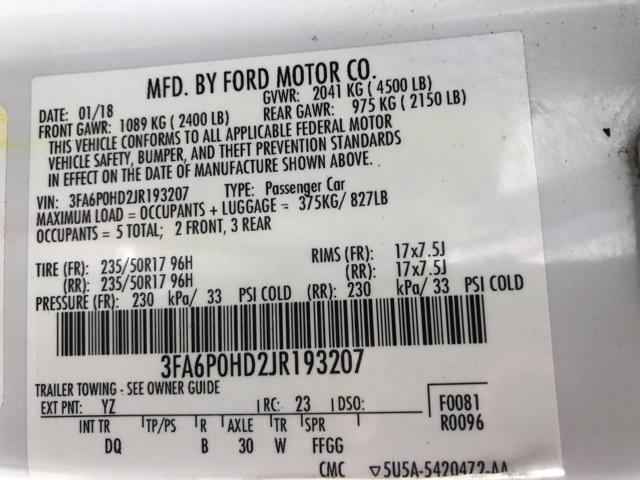 MFD. BY FORD MOTOR CO.
DATE: 01/18 GVWR: 2041 KG ( 4500 LB)
FRONT GAWR: 1089 KG ( 2400 LB) REAR GAWR: 975 KG ( 2150 LB)
THIS VEHICLE CONFORMS TO ALL APPLICABLE FEDERAL MOTOR
VEHICLE SAFETY, BUMPER, AND THEFT PREVENTION STANDARDS
IN EFFECT ON THE DATE OF MANUFACTURE SHOWN ABOVE.
VIN: 3FA6P0HD2JR193207 TYPE: Passenger Car
MAXIMUM LOAD = OCCUPANTS + LUGGAGE = 375KG/ 827LB
OCCUPANTS = 5 TOTAL; 2 FRONT, 3 REAR
TIRE (FR): 235/50R17 96H RIMS (FR): 17x7.5J
(RR): 235/50R17 96H (RR): 17x7.5J
PRESSURE (FR): 230 kPa/ 33 PSI COLD (RR): 230 kPa/ 33 PSI COLD
3FA6P0HD2JR193207
TRAILER TOWING - SEE OWNER GUIDE
EXT PNT: YZ RC: 23 DSO: F0081
INT TR TP/PS R AXLE TR SPR R0096
DQ B 30 W FFGG
CMC ▽5U5A-5420472-AA